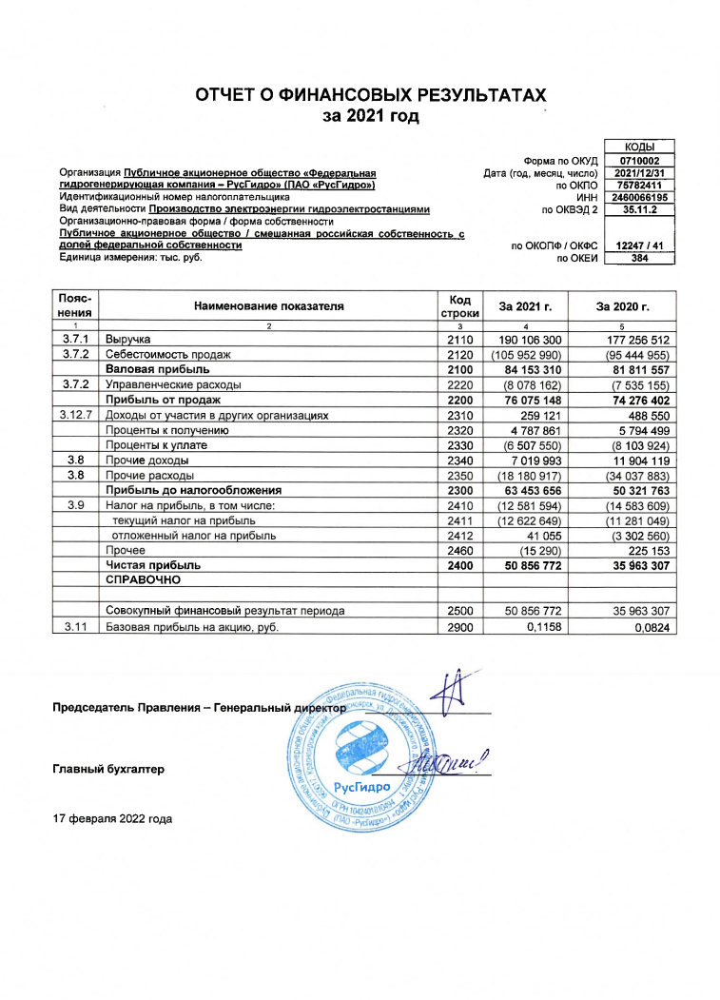 ОТЧЕТ О ФИНАНСОВЫХ РЕЗУЛЬТАТАХ
за 2021 год
КОДЫ
Форма по ОКУД 0710002
Организация Публичное акционерное общество «Федеральная Дата (год, месяц, число) 2021/12/31
гидрогенерирующая компания – РусГидро» (ПАО «РусГидро») по ОКПО 75782411
Идентификационный номер налогоплательщика ИНН 2460066195
Вид деятельности Производство электроэнергии гидроэлектростанциями по ОКВЭД 2 35.11.2
Организационно-правовая форма / форма собственности
Публичное акционерное общество / смешанная российская собственность с
долей федеральной собственности по ОКОПФ / ОКФС 12247 / 41
Единица измерения: тыс. руб. по ОКЕИ 384
Пояс-
нения Наименование показателя Код
строки За 2021 г. За 2020 г.
1 2 3 4 5
3.7.1 Выручка 2110 190 106 300 177 256 512
3.7.2 Себестоимость продаж 2120 (105 952 990) (95 444 955)
Валовая прибыль 2100 84 153 310 81 811 557
3.7.2 Управленческие расходы 2220 (8 078 162) (7 535 155)
Прибыль от продаж 2200 76 075 148 74 276 402
3.12.7 Доходы от участия в других организациях 2310 259 121 488 550
Проценты к получению 2320 4 787 861 5 794 499
Проценты к уплате 2330 (6 507 550) (8 103 924)
3.8 Прочие доходы 2340 7 019 993 11 904 119
3.8 Прочие расходы 2350 (18 180 917) (34 037 883)
Прибыль до налогообложения 2300 63 453 656 50 321 763
3.9 Налог на прибыль, в том числе: 2410 (12 581 594) (14 583 609)
текущий налог на прибыль 2411 (12 622 649) (11 281 049)
отложенный налог на прибыль 2412 41 055 (3 302 560)
Прочее 2460 (15 290) 225 153
Чистая прибыль 2400 50 856 772 35 963 307
СПРАВОЧНО
Совокупный финансовый результат периода 2500 50 856 772 35 963 307
3.11 Базовая прибыль на акцию, руб. 2900 0,1158 0,0824
Председатель Правления – Генеральный директор
Главный бухгалтер
РусГидро
ОГРН 1042401810494
(ПАО «РусГидро»)
17 февраля 2022 года